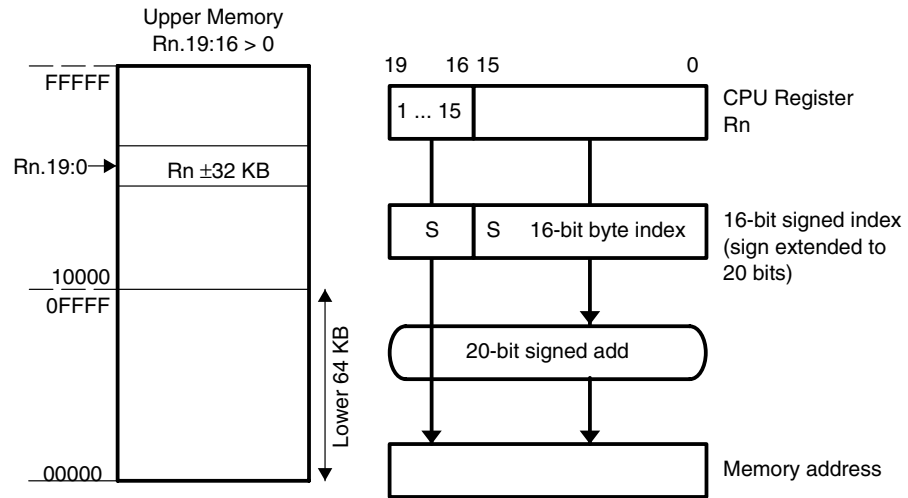 Upper Memory
Rn.19:16 > 0
FFFFF
Rn.19:0
Rn ±32 KB
10000
0FFFF
Lower 64 KB
00000
19 16 15 0
1 ... 15
CPU Register
Rn
S S 16-bit byte index
16-bit signed index
(sign extended to
20 bits)
20-bit signed add
Memory address